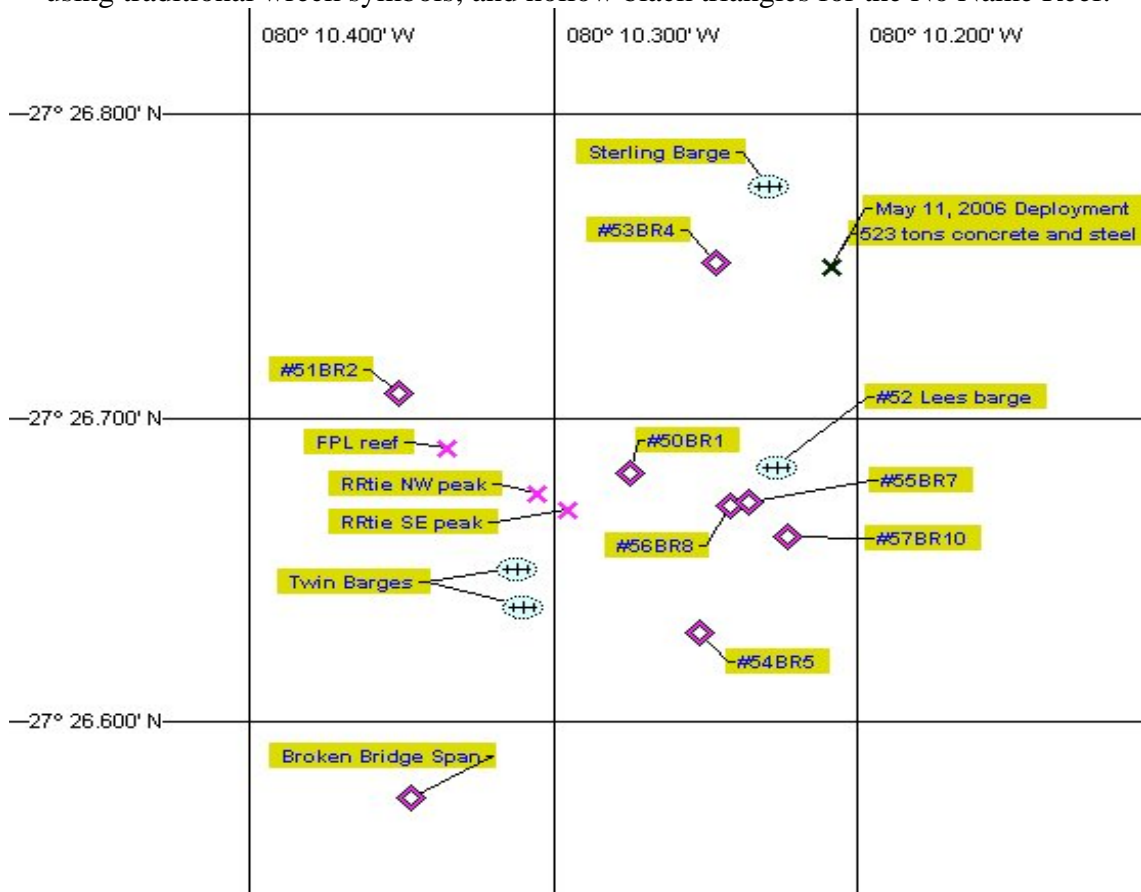 using traditional wreck symbols, and hollow black triangles for the No Name Reef.
080° 10.400' W
080° 10.300' W
080° 10.200' W
27° 26.800' N
Sterling Barge
May 11, 2006 Deployment
523 tons concrete and steel
#53BR4
#51BR2
#52 Lees barge
27° 26.700' N
FPL reef
#50BR1
RRtie NW peak
#55BR7
RRtie SE peak
#56BR8
#57BR10
Twin Barges
#54BR5
27° 26.600' N
Broken Bridge Span